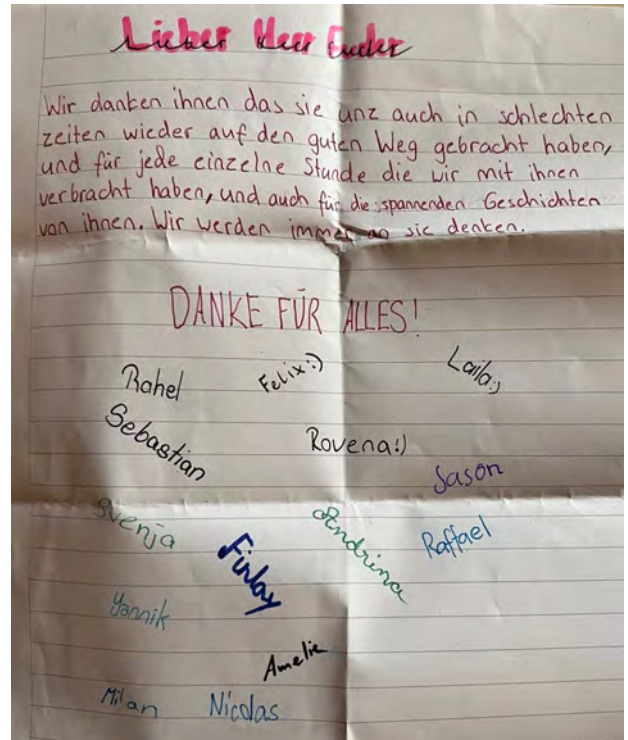 Lieber Herr Euder
Wir danken ihnen das sie unz auch in schlechten
zeiten wieder auf den guten Weg gebracht haben,
und für jede einzelne Stunde die wir mit ihnen
verbracht haben, und auch für die spannenden Geschichten
von ihnen. Wir werden immer an sie denken.
DANKE FÜR ALLES!
Rahel Felix:) Laila:)
Sebastian Rovena:)
Jason
Svenja Finlay Andrina Raffael
Yannik
Amelie
Milan Nicolas